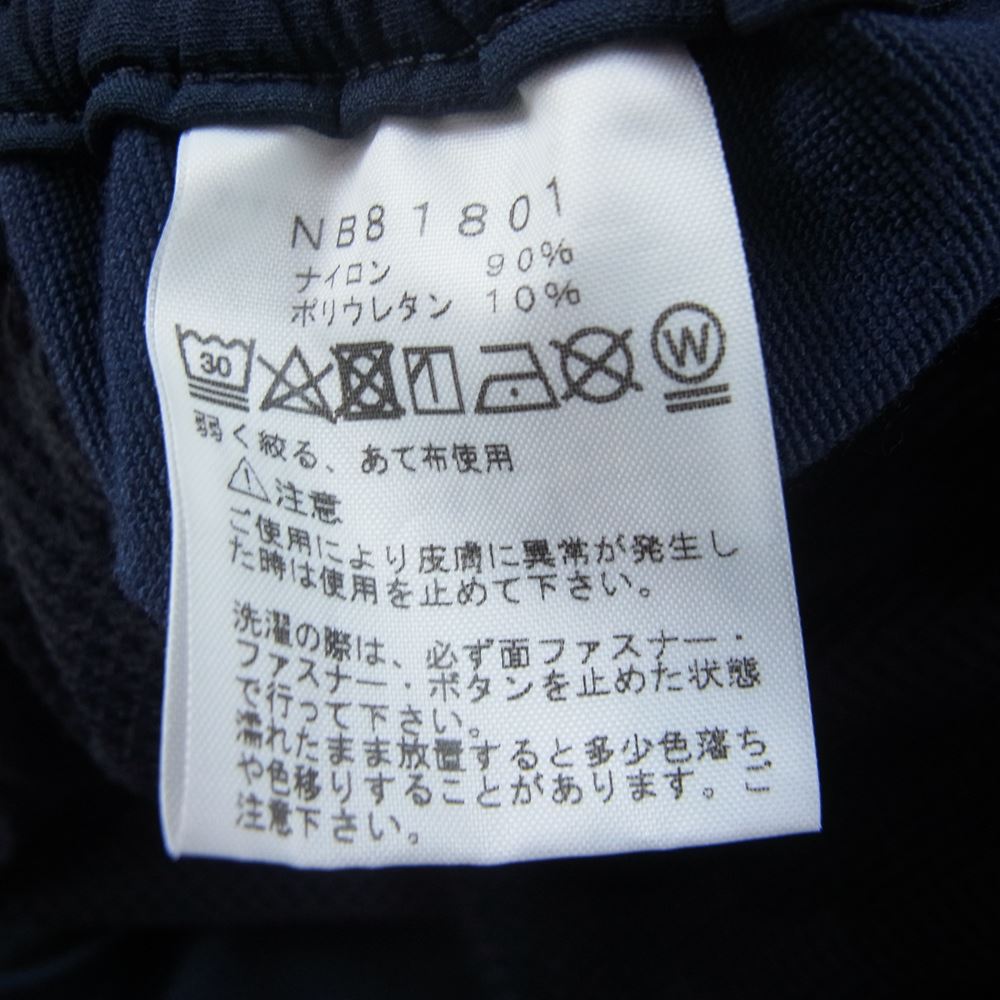 NB81801
ナイロン 90%
ポリウレタン 10%
30 W
弱く絞る、あて布使用
注意
ご使用により皮膚に異常が発生し
た時は使用を止めて下さい。
洗濯の際は、必ず面ファスナー・
ファスナー・ボタンを止めた状態
で行って下さい。
濡れたまま放置すると多少色落ち
や色移りすることがあります。ご
注意下さい。